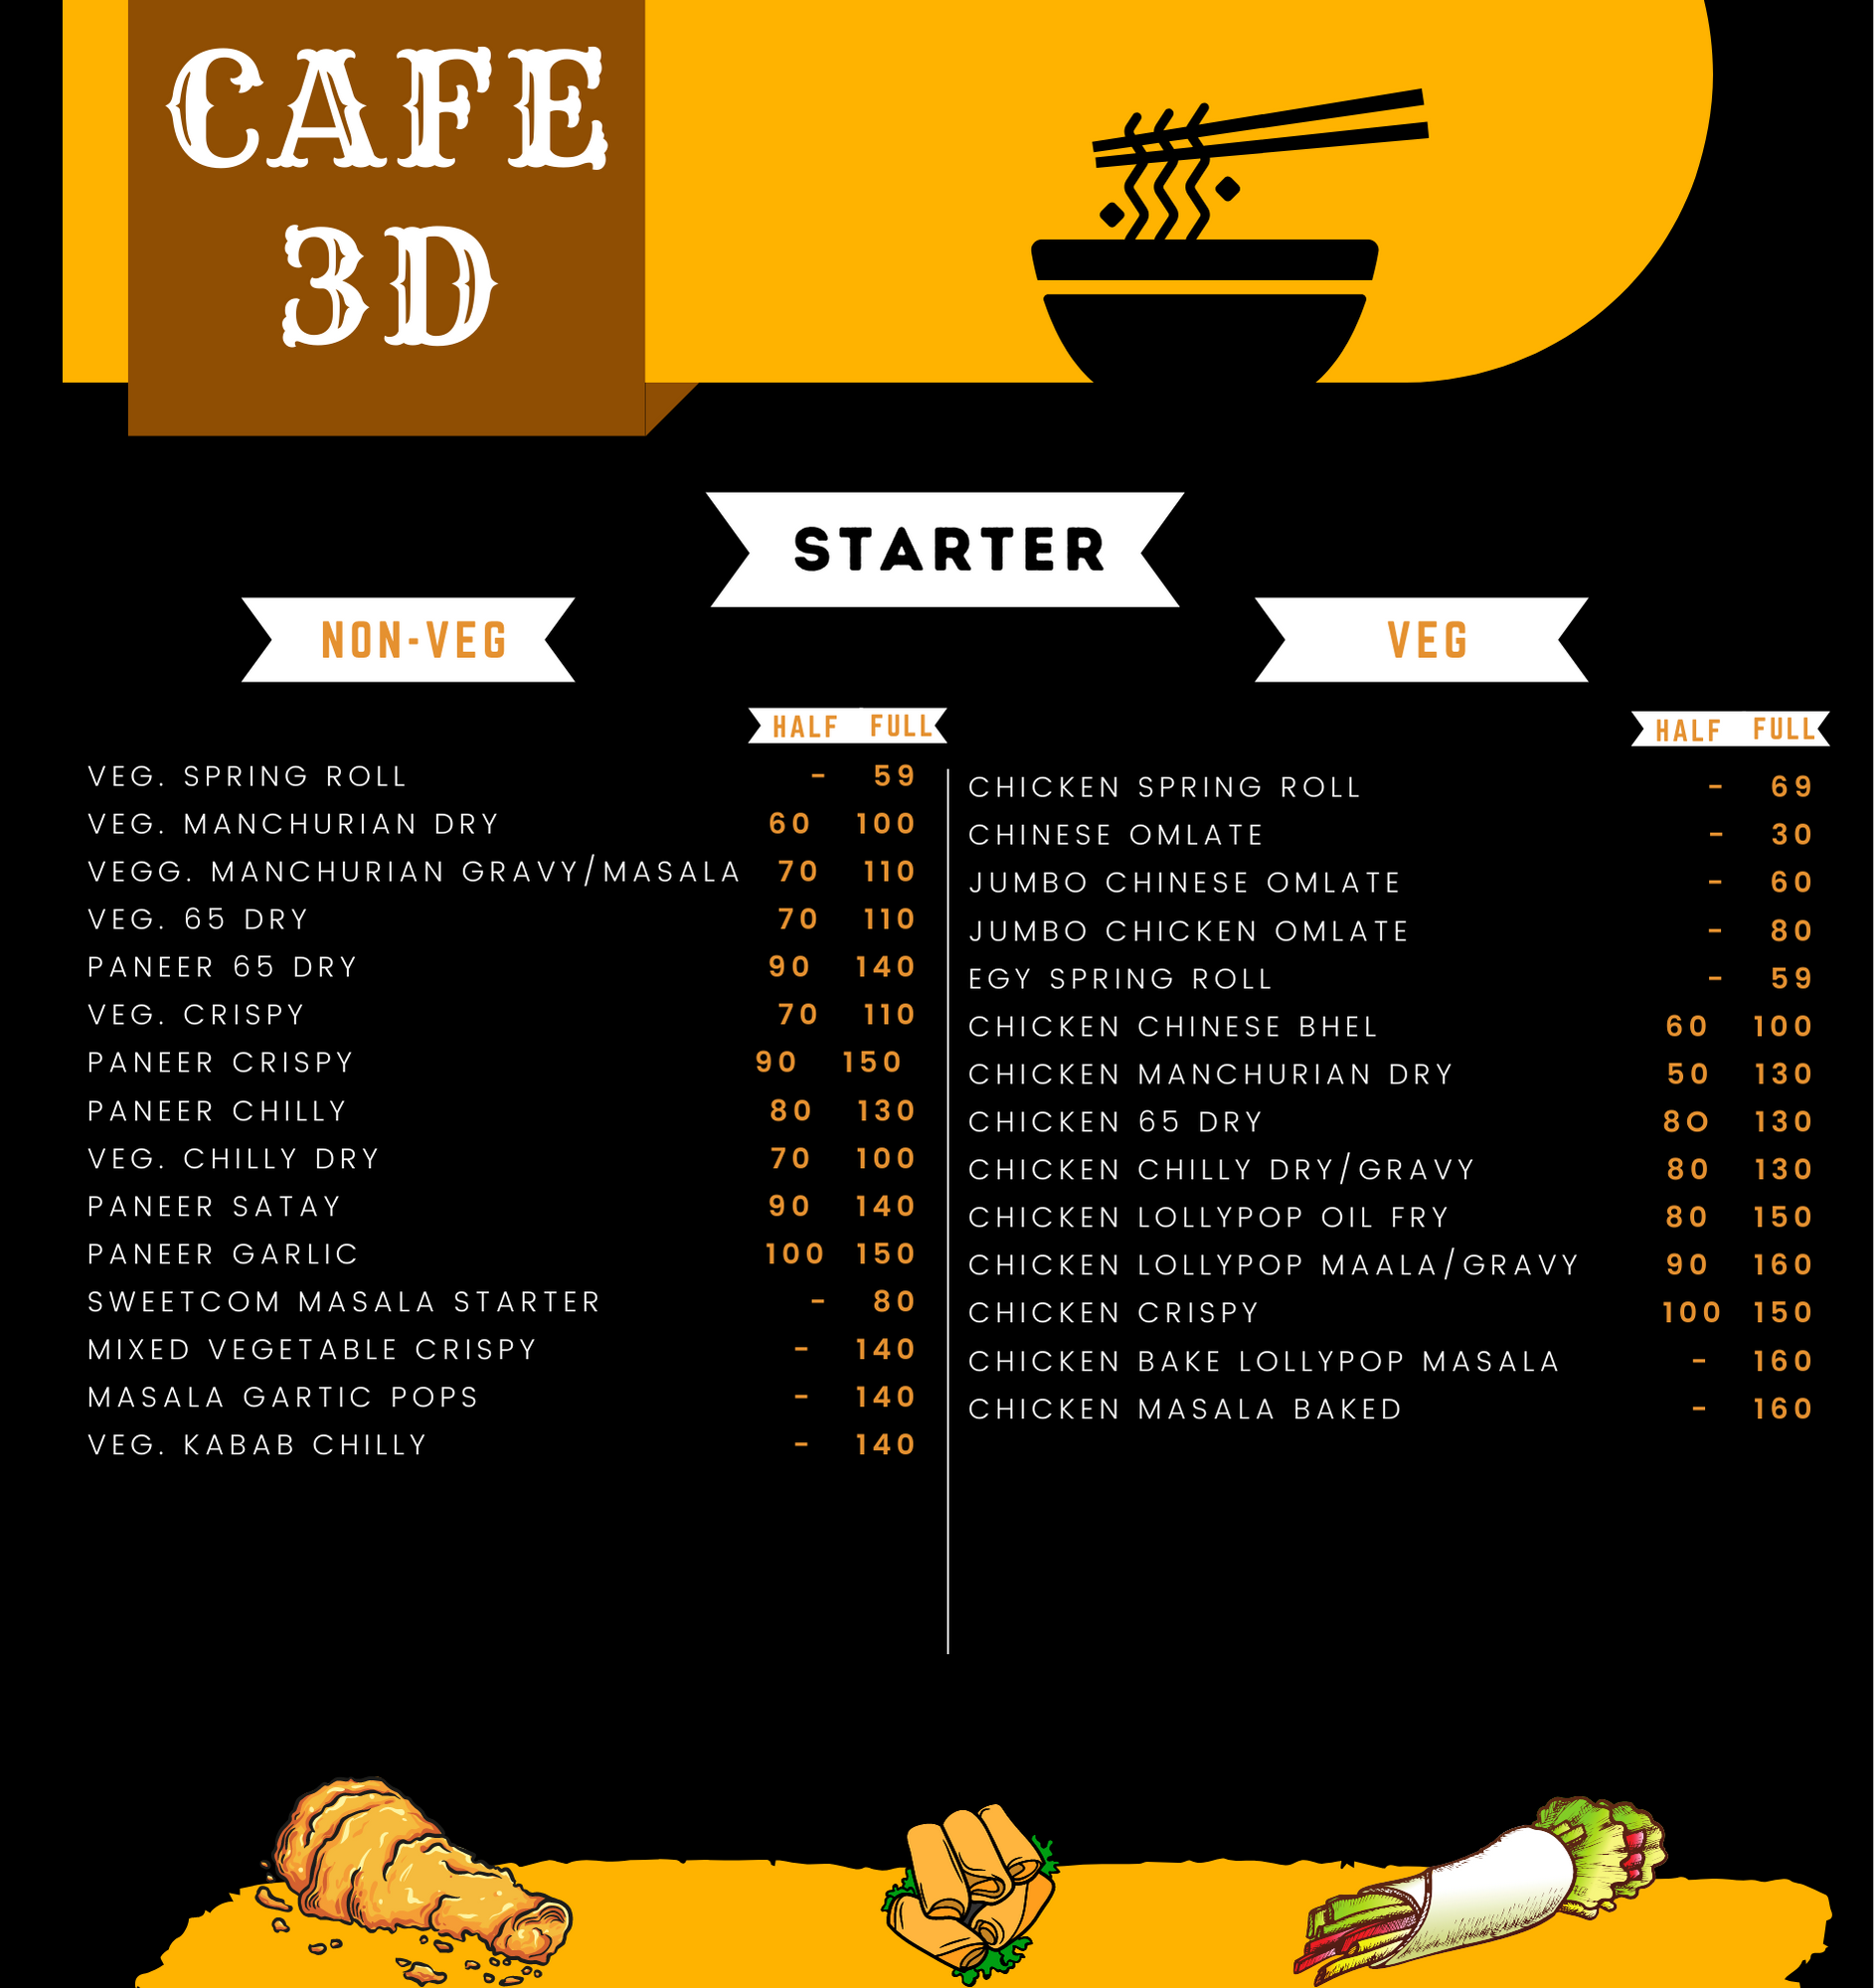 CAFE
3D
STARTER
NON-VEG
HALF FULL
VEG. SPRING ROLL - 59
VEG. MANCHURIAN DRY 60 100
VEGG. MANCHURIAN GRAVY/MASALA 70 110
VEG. 65 DRY 70 110
PANEER 65 DRY 90 140
VEG. CRISPY 70 110
PANEER CRISPY 90 150
PANEER CHILLY 80 130
VEG. CHILLY DRY 70 100
PANEER SATAY 90 140
PANEER GARLIC 100 150
SWEETCOM MASALA STARTER - 80
MIXED VEGETABLE CRISPY - 140
MASALA GARTIC POPS - 140
VEG. KABAB CHILLY - 140
VEG
HALF FULL
CHICKEN SPRING ROLL - 69
CHINESE OMLATE - 30
JUMBO CHINESE OMLATE - 60
JUMBO CHICKEN OMLATE - 80
EGY SPRING ROLL - 59
CHICKEN CHINESE BHEL 60 100
CHICKEN MANCHURIAN DRY 50 130
CHICKEN 65 DRY 8O 130
CHICKEN CHILLY DRY/GRAVY 80 130
CHICKEN LOLLYPOP OIL FRY 80 150
CHICKEN LOLLYPOP MAALA/GRAVY 90 160
CHICKEN CRISPY 100 150
CHICKEN BAKE LOLLYPOP MASALA - 160
CHICKEN MASALA BAKED - 160